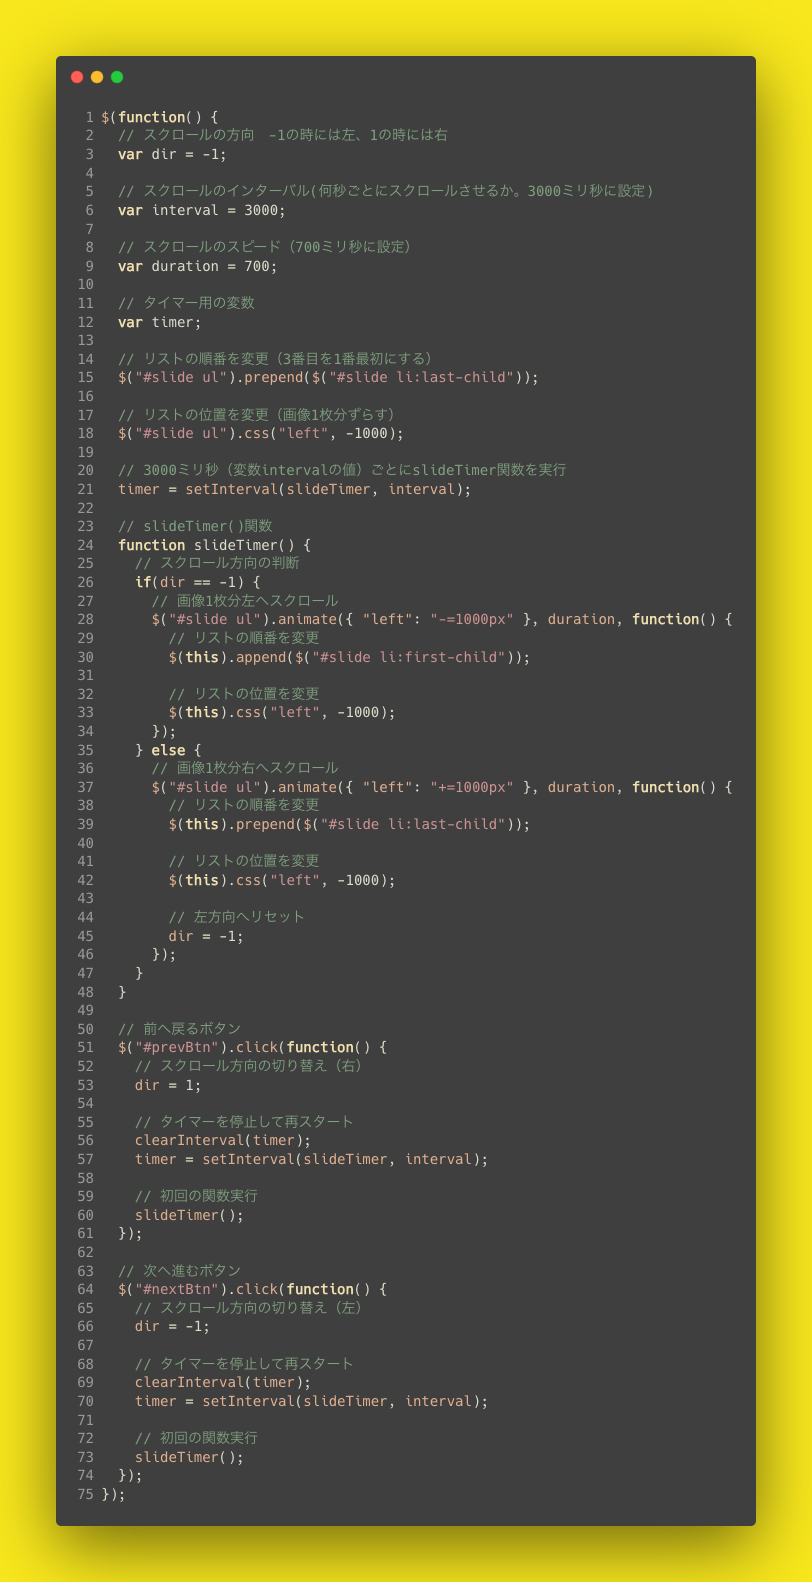 1 $(function() {
2   // スクロールの方向　-1の時には左、1の時には右
3   var dir = -1;
4
5   // スクロールのインターバル(何秒ごとにスクロールさせるか。3000ミリ秒に設定)
6   var interval = 3000;
7
8   // スクロールのスピード（700ミリ秒に設定）
9   var duration = 700;
10
11   // タイマー用の変数
12   var timer;
13
14   // リストの順番を変更（3番目を1番最初にする）
15   $("#slide ul").prepend($("#slide li:last-child"));
16
17   // リストの位置を変更（画像1枚分ずらす）
18   $("#slide ul").css("left", -1000);
19
20   // 3000ミリ秒（変数intervalの値）ごとにslideTimer関数を実行
21   timer = setInterval(slideTimer, interval);
22
23   // slideTimer()関数
24   function slideTimer() {
25     // スクロール方向の判断
26     if(dir == -1) {
27       // 画像1枚分左へスクロール
28       $("#slide ul").animate({ "left": "-=1000px" }, duration, function() {
29         // リストの順番を変更
30         $(this).append($("#slide li:first-child"));
31
32         // リストの位置を変更
33         $(this).css("left", -1000);
34       });
35     } else {
36       // 画像1枚分右へスクロール
37       $("#slide ul").animate({ "left": "+=1000px" }, duration, function() {
38         // リストの順番を変更
39         $(this).prepend($("#slide li:last-child"));
40
41         // リストの位置を変更
42         $(this).css("left", -1000);
43
44         // 左方向へリセット
45         dir = -1;
46       });
47     }
48   }
49
50   // 前へ戻るボタン
51   $("#prevBtn").click(function() {
52     // スクロール方向の切り替え（右）
53     dir = 1;
54
55     // タイマーを停止して再スタート
56     clearInterval(timer);
57     timer = setInterval(slideTimer, interval);
58
59     // 初回の関数実行
60     slideTimer();
61   });
62
63   // 次へ進むボタン
64   $("#nextBtn").click(function() {
65     // スクロール方向の切り替え（左）
66     dir = -1;
67
68     // タイマーを停止して再スタート
69     clearInterval(timer);
70     timer = setInterval(slideTimer, interval);
71
72     // 初回の関数実行
73     slideTimer();
74   });
75 });